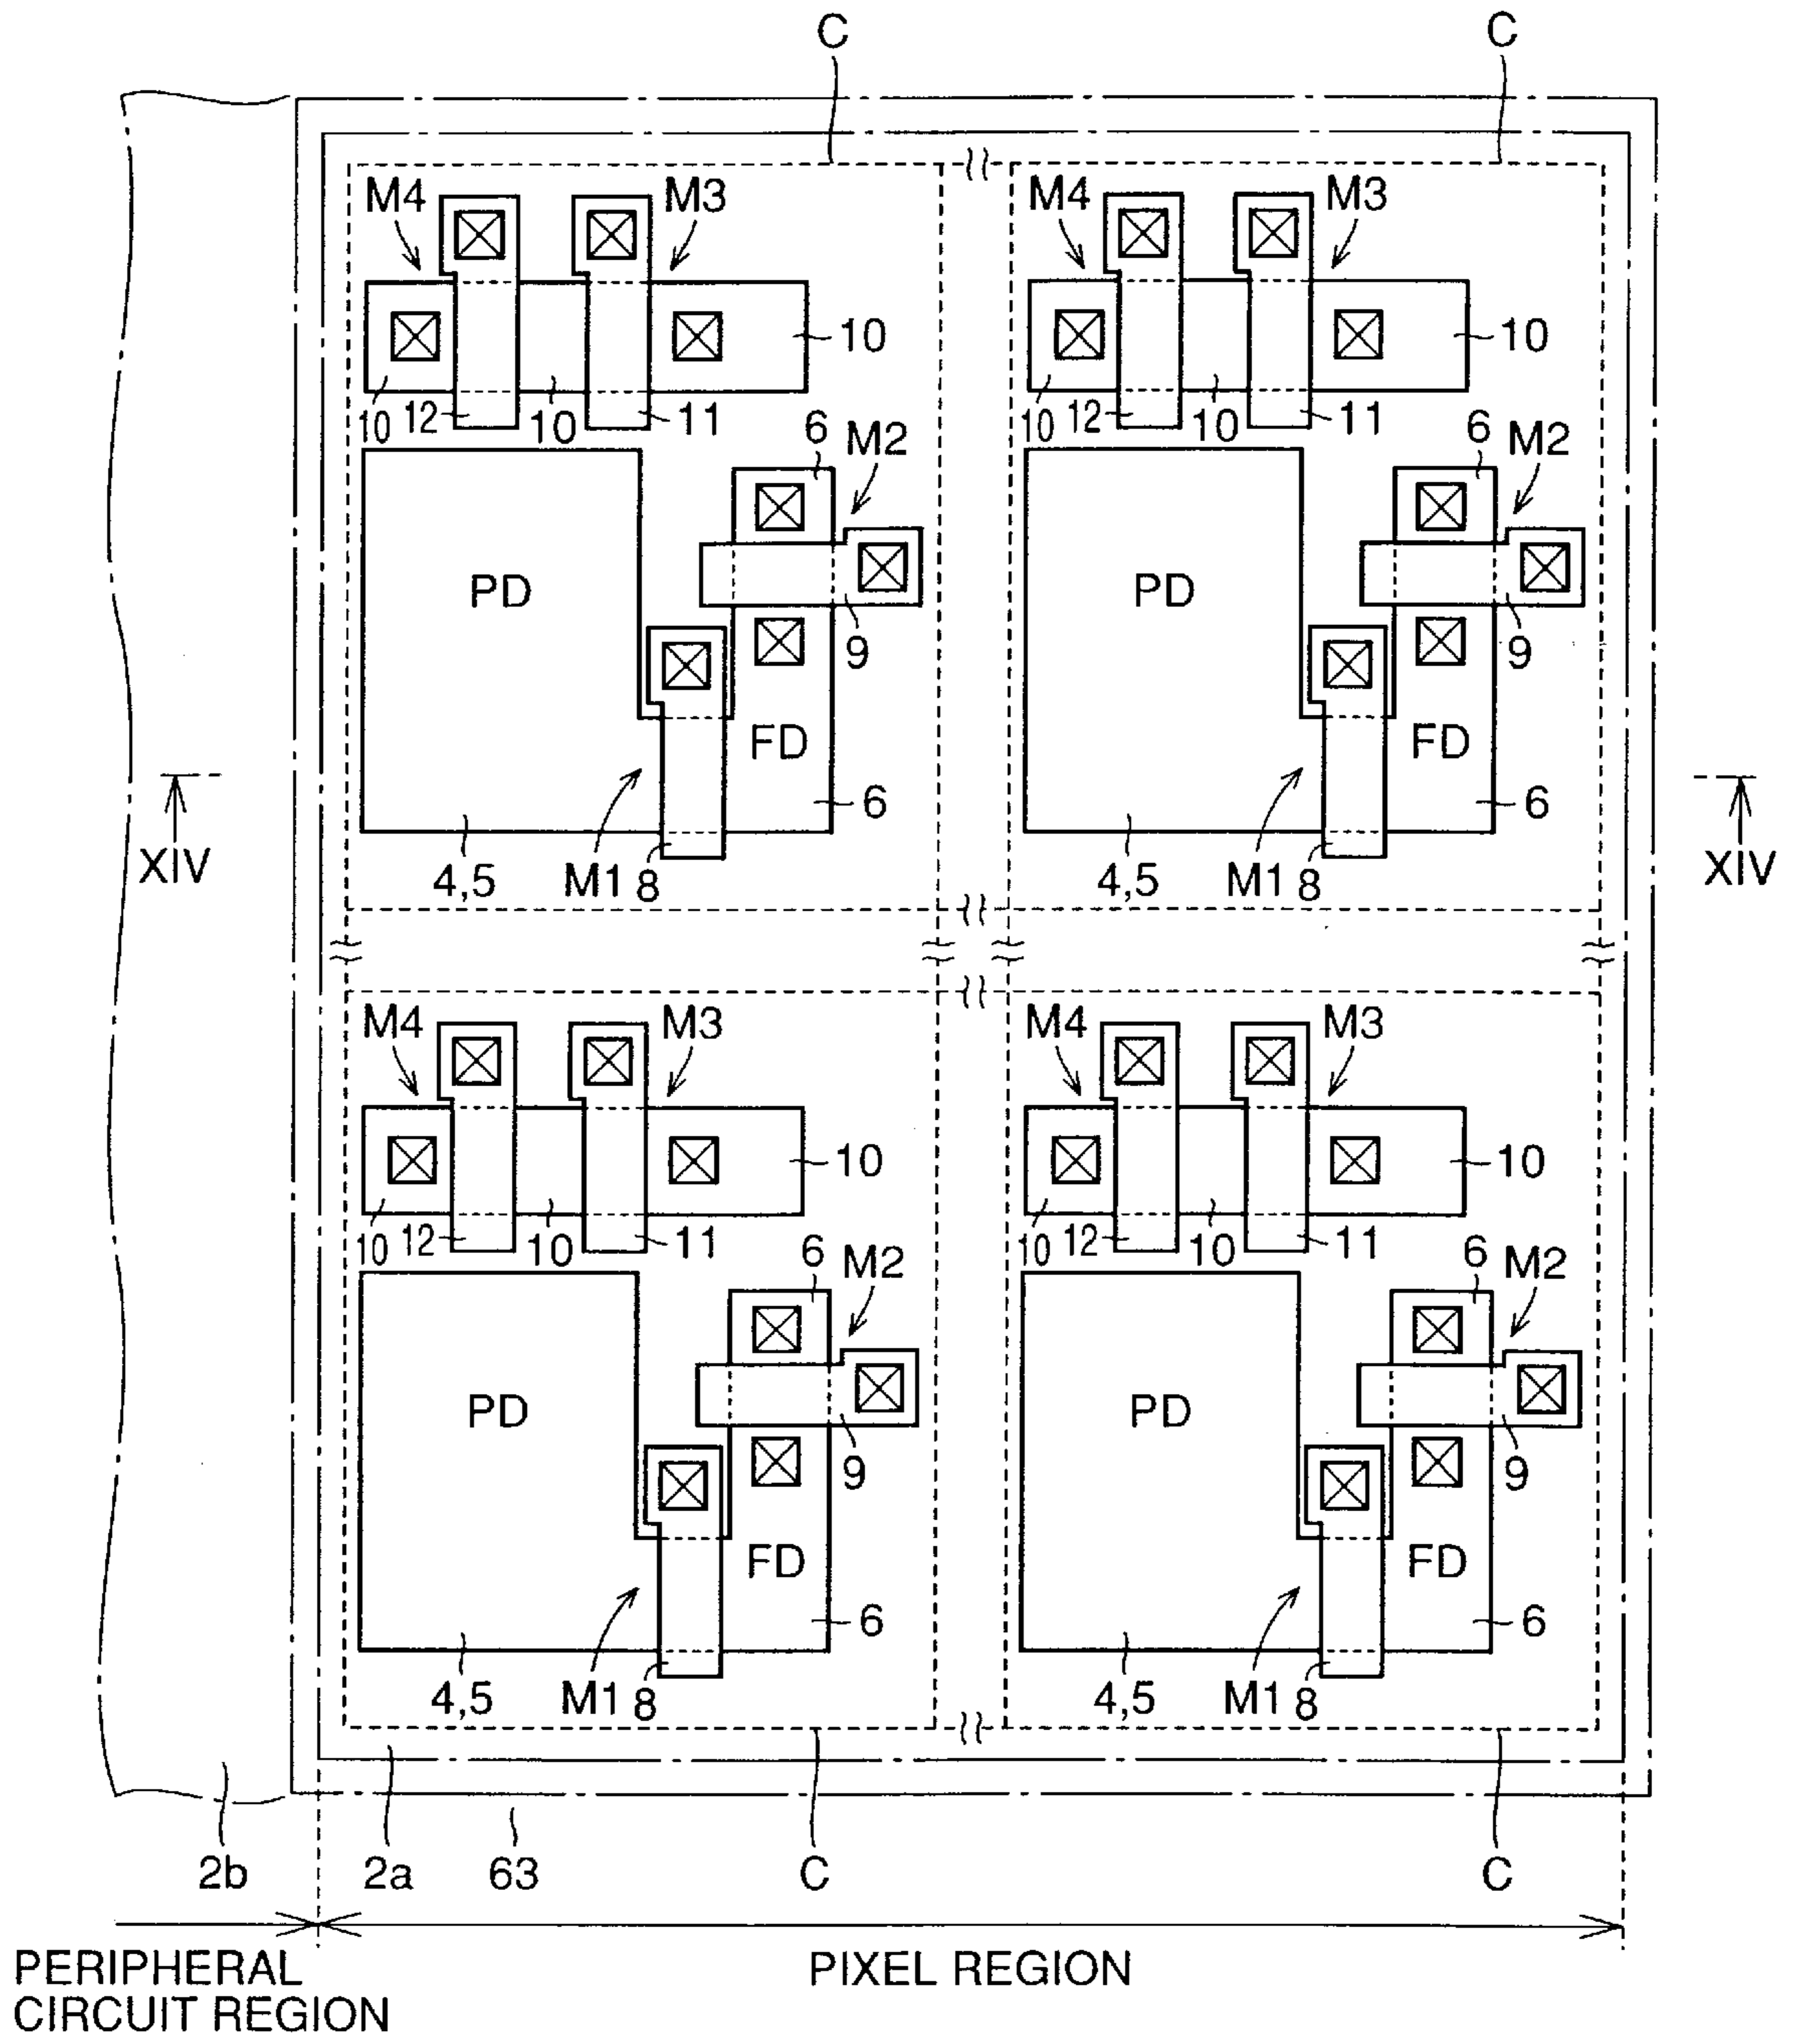 C C
M4 M3 M4 M3
10 10
10 12 10 11 10 12 10 11
6 M2 6 M2
PD PD
9 9
FD FD
6 6
XIV XIV
4,5 M1 8 4,5 M1 8
M4 M3 M4 M3
10 10
10 12 10 11 10 12 10 11
6 M2 6 M2
PD PD
9 9
FD FD
6 6
4,5 M1 8 4,5 M1 8
2b 2a 63 C C
PERIPHERAL
CIRCUIT REGION
PIXEL REGION